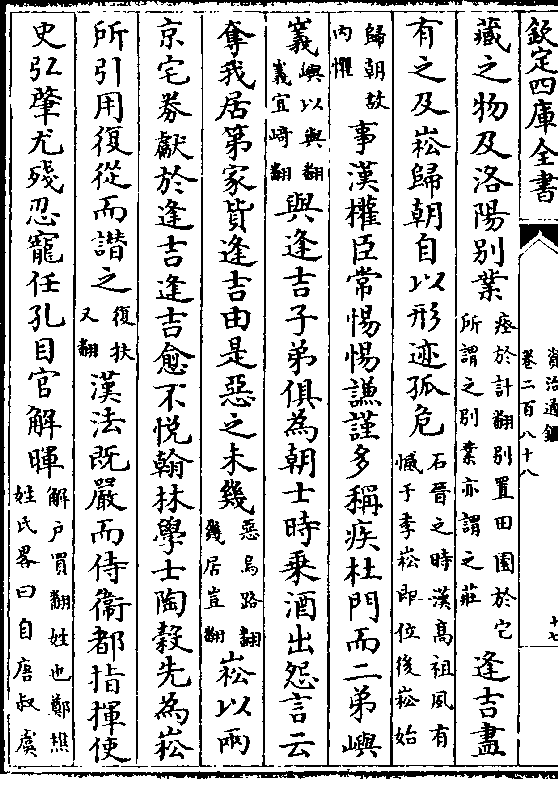 欽定四庫全書
資治通鑑
卷二百八十八
十七
藏之物及洛陽別業瘞於計翻別置田園於它所謂之別業亦謂之莊逢吉盡
有之及崧歸朝自以形迹孤危石晉之時漢高祖風有憾于李崧即位後崧始
歸朝故内懼事漢權臣常惕惕謙謹多稱疾杜門而二弟嶼
嶬嶼以與翻嶬宜崎翻與逢吉子弟俱為朝士時乘酒出怨言云
奪我居第家貲逢吉由是惡之未幾惡烏路翻幾居豈翻崧以兩
京宅券獻於逢吉逢吉愈不悅翰林學士陶穀先為崧
所引用復從而譖之復扶又翻漢法既嚴而侍衛都指揮使
史弘肇尤殘忍寵任孔目官解暉解户買翻姓也鄭樵姓氏畧曰自唐叔虞